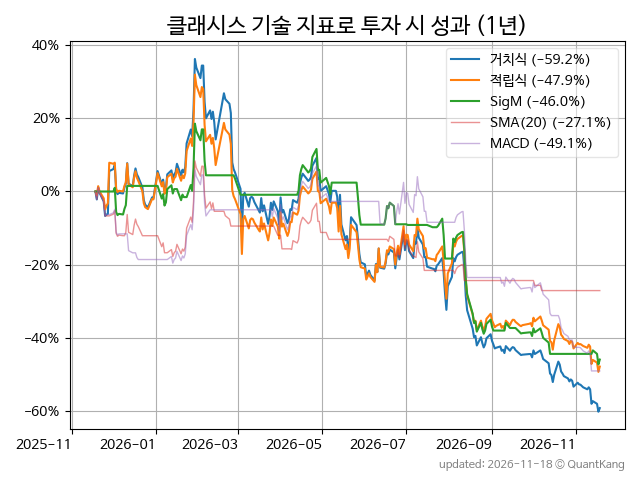 클래시스 기술 지표로 투자 시 성과 (1년)
40%
20%
0%
−20%
−40%
−60%
거치식 (−59.2%)
적립식 (−47.9%)
SigM (−46.0%)
SMA(20) (−27.1%)
MACD (−49.1%)
2025-11
2026-01
2026-03
2026-05
2026-07
2026-09
2026-11
updated: 2026-11-18 © QuantKang